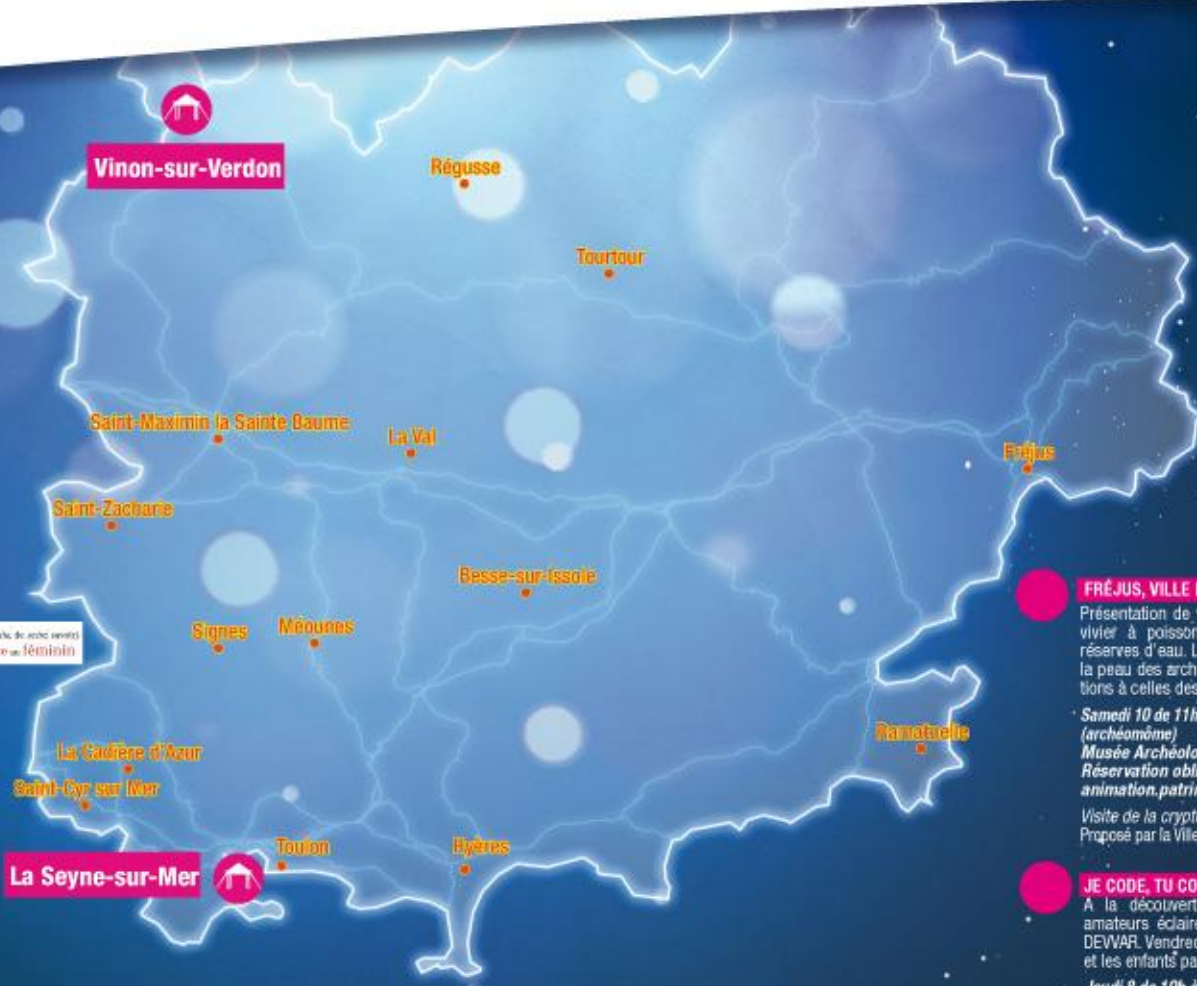 Vinon-sur-Verdon
Régusse
Tourtour
Saint-Maximin la Sainte Baume
La Val
Fréjus
Saint-Zacharie
Besse-sur-Issole
Signes
Méounes
féminin
Ramatuelle
La Cadière d'Azur
Saint-Cyr sur Mer
Toulon
Hyères
La Seyne-sur-Mer
FRÉJUS, VILLE
Présentation de
vivier à poisson
réserves d'eau. L
la peau des arch
tions à celles des
Samedi 10 de 11h
(archéomôme)
Musée Archéolo
Réservation obli
animation.patri
Visite de la crypt
Proposé par la Ville
JE CODE, TU CO
A la découvert
amateurs éclaire
DEVVAR. Vendred
et les enfants pa